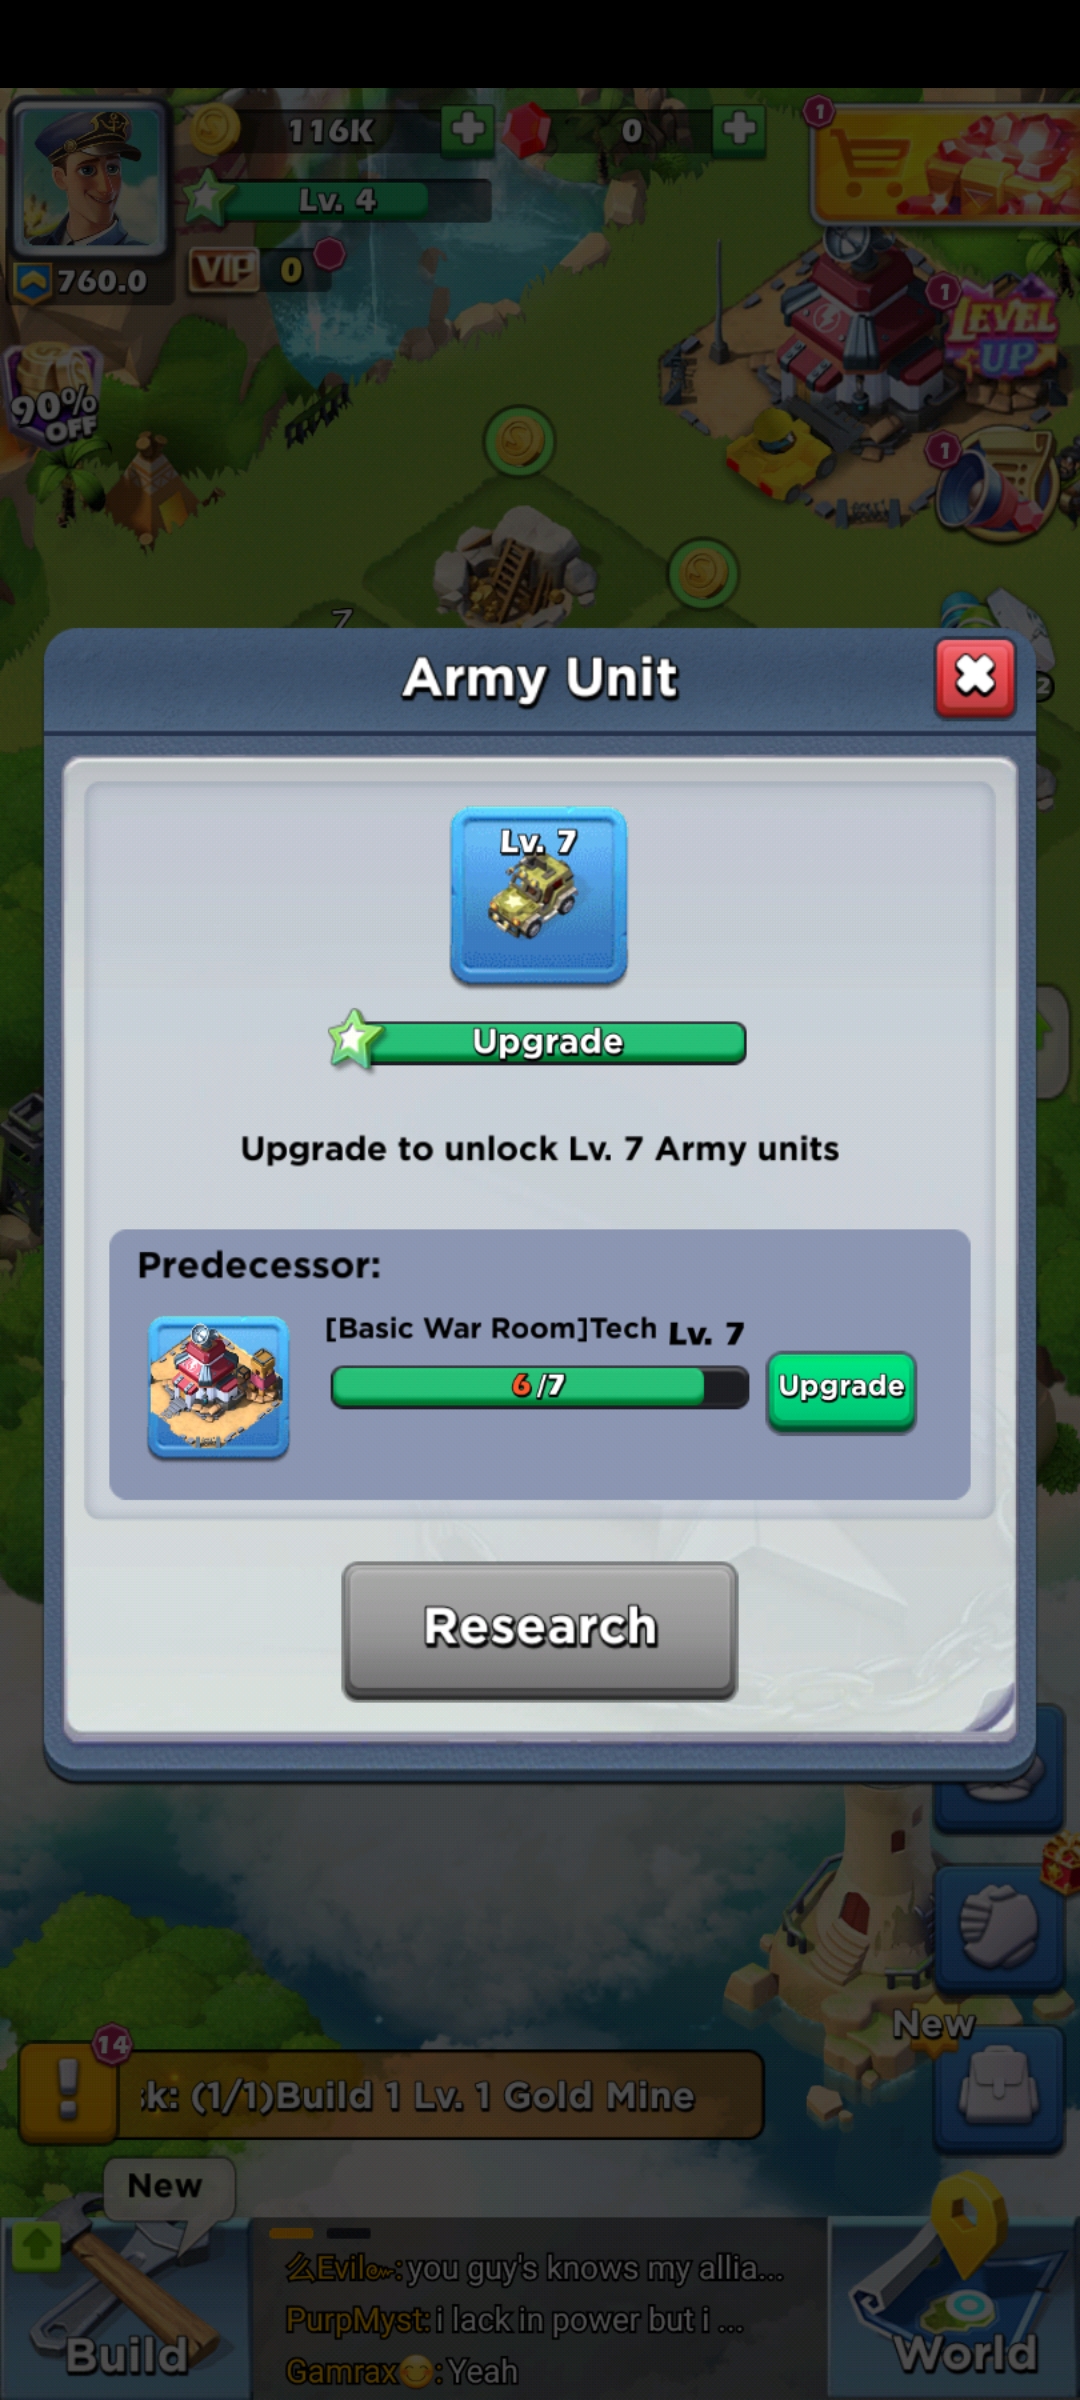 116K
0
1
Lv. 4
760.0
VIP 0
1
LEVEL UP
90% OFF
1
7
Army Unit
2
Lv. 7
Upgrade
Upgrade to unlock Lv. 7 Army units
Predecessor:
[Basic War Room]Tech Lv. 7
6/7
Upgrade
Research
New
14
k: (1/1)Build 1 Lv. 1 Gold Mine
New
Evil: you guy's knows my allia...
PurpMyst: i lack in power but i ...
Gamrax😊: Yeah
Build
World